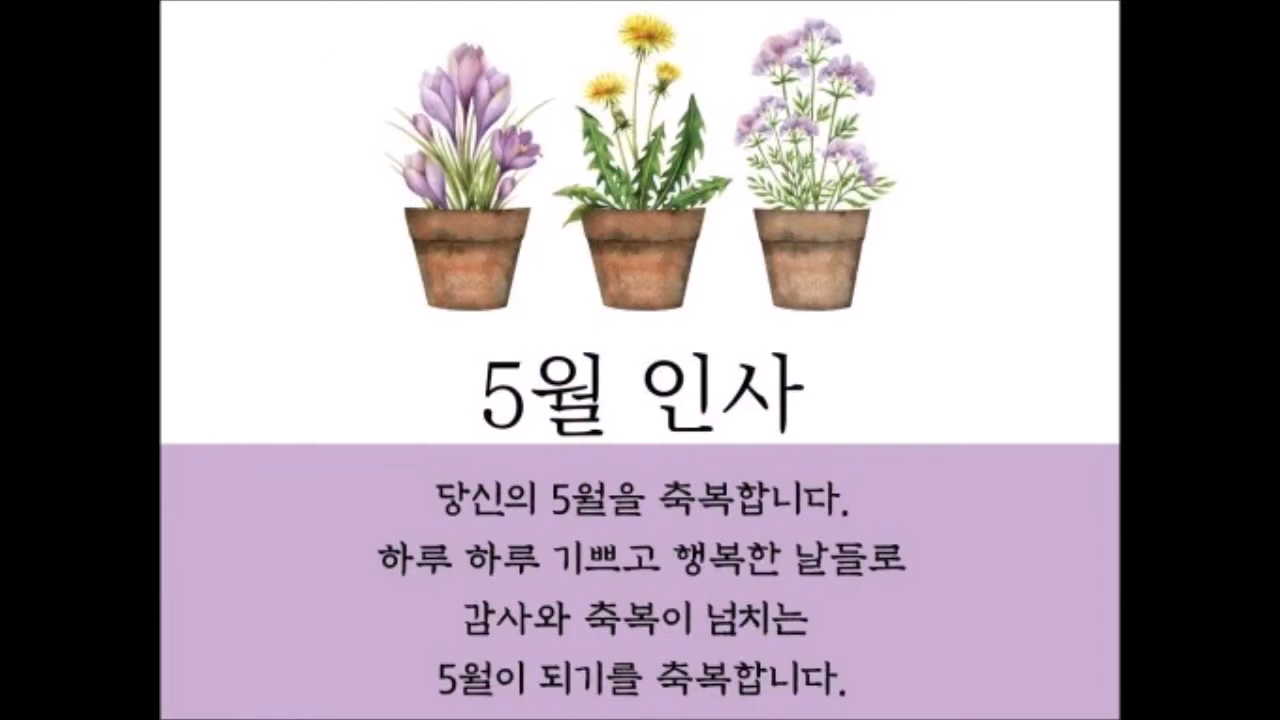 5월 인사
당신의 5월을 축복합니다.
하루 하루 기쁘고 행복한 날들로
감사와 축복이 넘치는
5월이 되기를 축복합니다.